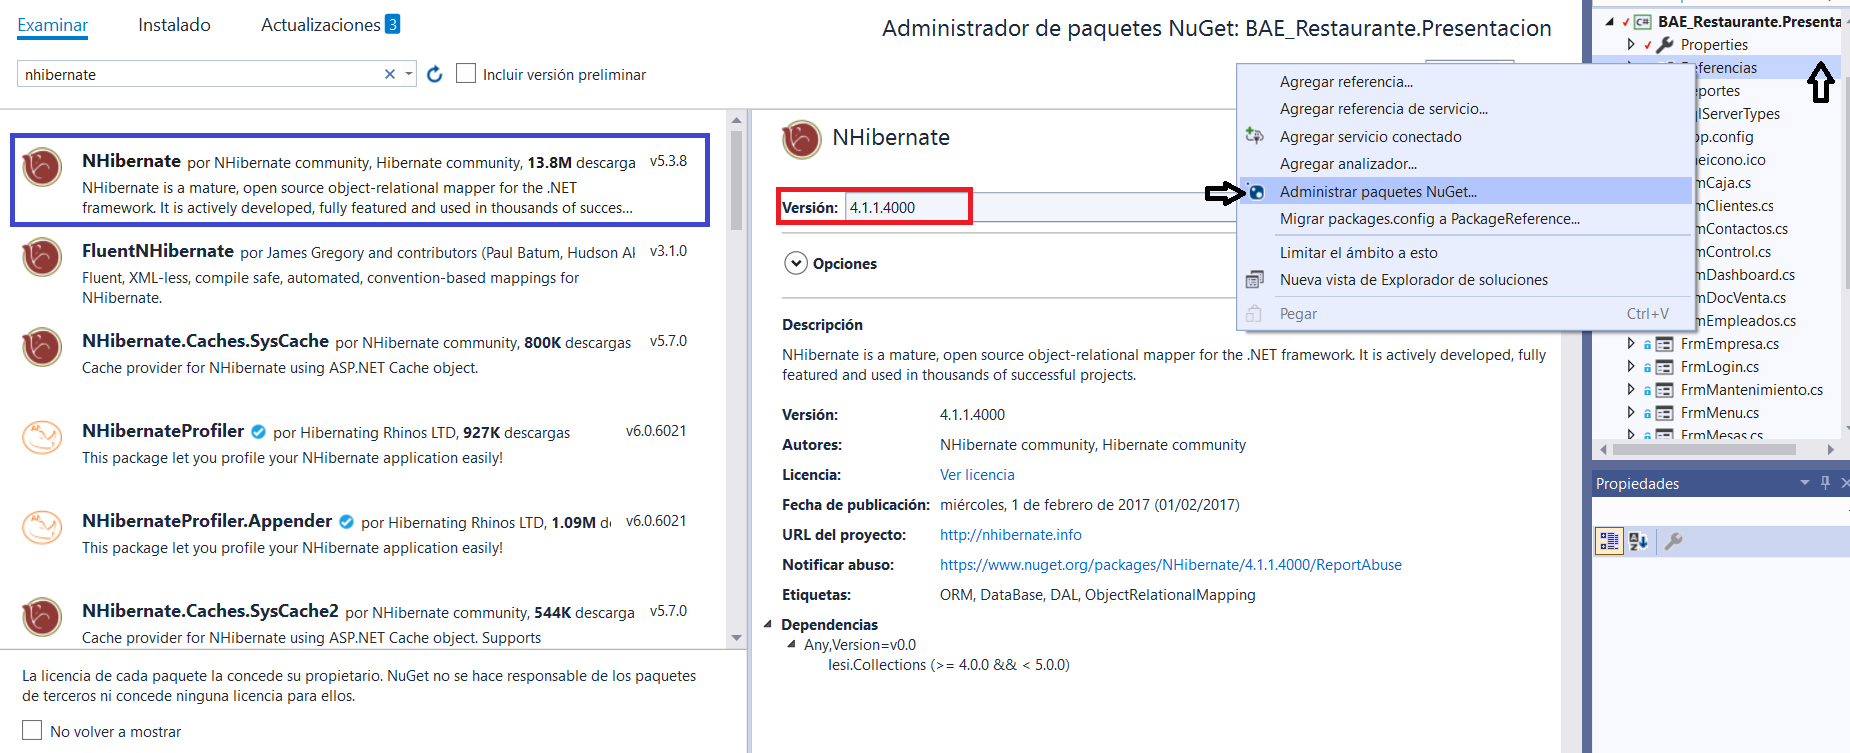 Examinar
Instalado
Actualizaciones 3
Administrador de paquetes NuGet: BAE_Restaurante.Presentacion
nhibernate
Incluir versión preliminar
NHibernate por NHibernate community, Hibernate community, 13.8M descarga
v5.3.8
NHibernate is a mature, open source object-relational mapper for the .NET
framework. It is actively developed, fully featured and used in thousands of succes...
FluentNHibernate por James Gregory and contributors (Paul Batum, Hudson
v3.1.0
Fluent, XML-less, compile safe, automated, convention-based mappings for
NHibernate.
NHibernate.Caches.SysCache por NHibernate community, 800K descargas
v5.7.0
Cache provider for NHibernate using ASP.NET Cache object.
NHibernateProfiler por Hibernating Rhinos LTD, 927K descargas
v6.0.6021
This package let you profile your NHibernate application easily!
NHibernateProfiler.Appender por Hibernating Rhinos LTD, 1.09M de
v6.0.6021
This package let you profile your NHibernate application easily!
NHibernate.Caches.SysCache2 por NHibernate community, 544K descarga
v5.7.0
Cache provider for NHibernate using ASP.NET Cache object. Supports
La licencia de cada paquete la concede su propietario. NuGet no se hace responsable de los paquetes
de terceros ni concede ninguna licencia para ellos.
No volver a mostrar
NHibernate
Versión: 4.1.1.4000
Opciones
Descripción
NHibernate is a mature, open source object-relational mapper for the .NET framework. It is actively developed, fully
featured and used in thousands of successful projects.
Versión: 4.1.1.4000
Autores: NHibernate community, Hibernate community
Licencia: Ver licencia
Fecha de publicación: miércoles, 1 de febrero de 2017 (01/02/2017)
URL del proyecto: http://nhibernate.info
Notificar abuso: https://www.nuget.org/packages/NHibernate/4.1.1.4000/ReportAbuse
Etiquetas: ORM, DataBase, DAL, ObjectRelationalMapping
Dependencias
Any,Version=v0.0
Iesi.Collections (>= 4.0.0 && < 5.0.0)
Agregar referencia...
Agregar referencia de servicio...
Agregar servicio conectado
Agregar analizador...
Administrar paquetes NuGet...
Migrar packages.config a PackageReference...
Limitar el ámbito a esto
Nueva vista de Explorador de soluciones
Pegar Ctrl+V
C# BAE_Restaurante.Presenta
Properties
eferencias
eportes
qlServerTypes
pp.config
neicono.ico
mCaja.cs
mClientes.cs
mContactos.cs
mControl.cs
mDashboard.cs
mDocVenta.cs
mEmpleados.cs
FrmEmpresa.cs
FrmLogin.cs
FrmMantenimiento.cs
FrmMenu.cs
FrmMesas.cs
Propiedades